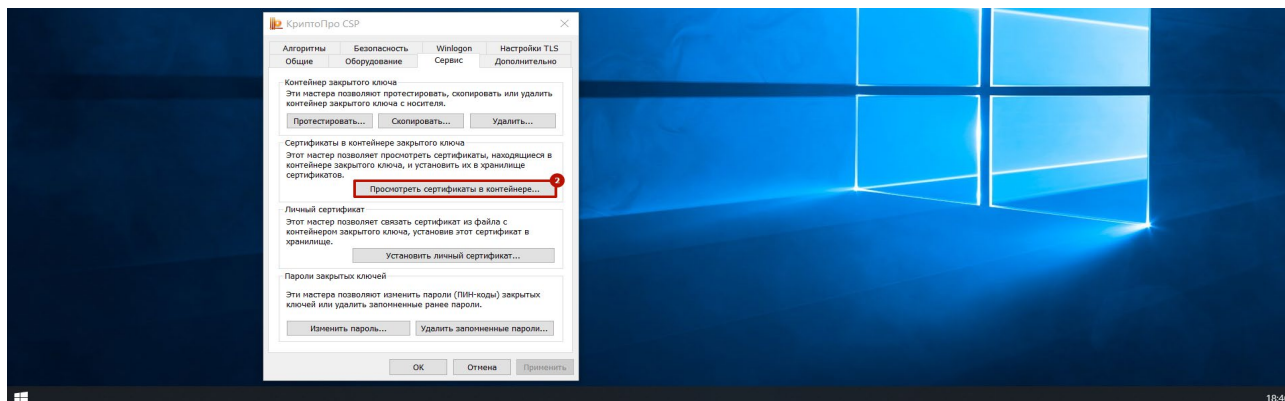 КриптоПро CSP
Алгоритмы Безопасность Winlogon Настройки TLS
Общие Оборудование Сервис Дополнительно
Контейнер закрытого ключа
Эти мастера позволяют протестировать, скопировать или удалить
контейнер закрытого ключа с носителя.
Протестировать... Скопировать... Удалить...
Сертификаты в контейнере закрытого ключа
Этот мастер позволяет просмотреть сертификаты, находящиеся в
контейнере закрытого ключа, и установить их в хранилище
сертификатов.
2
Просмотреть сертификаты в контейнере...
Личный сертификат
Этот мастер позволяет связать сертификат из файла с
контейнером закрытого ключа, установив этот сертификат в
хранилище.
Установить личный сертификат...
Пароли закрытых ключей
Эти мастера позволяют изменить пароли (ПИН-коды) закрытых
ключей или удалить запомненные ранее пароли.
Изменить пароль... Удалить запомненные пароли...
ОК Отмена Применить